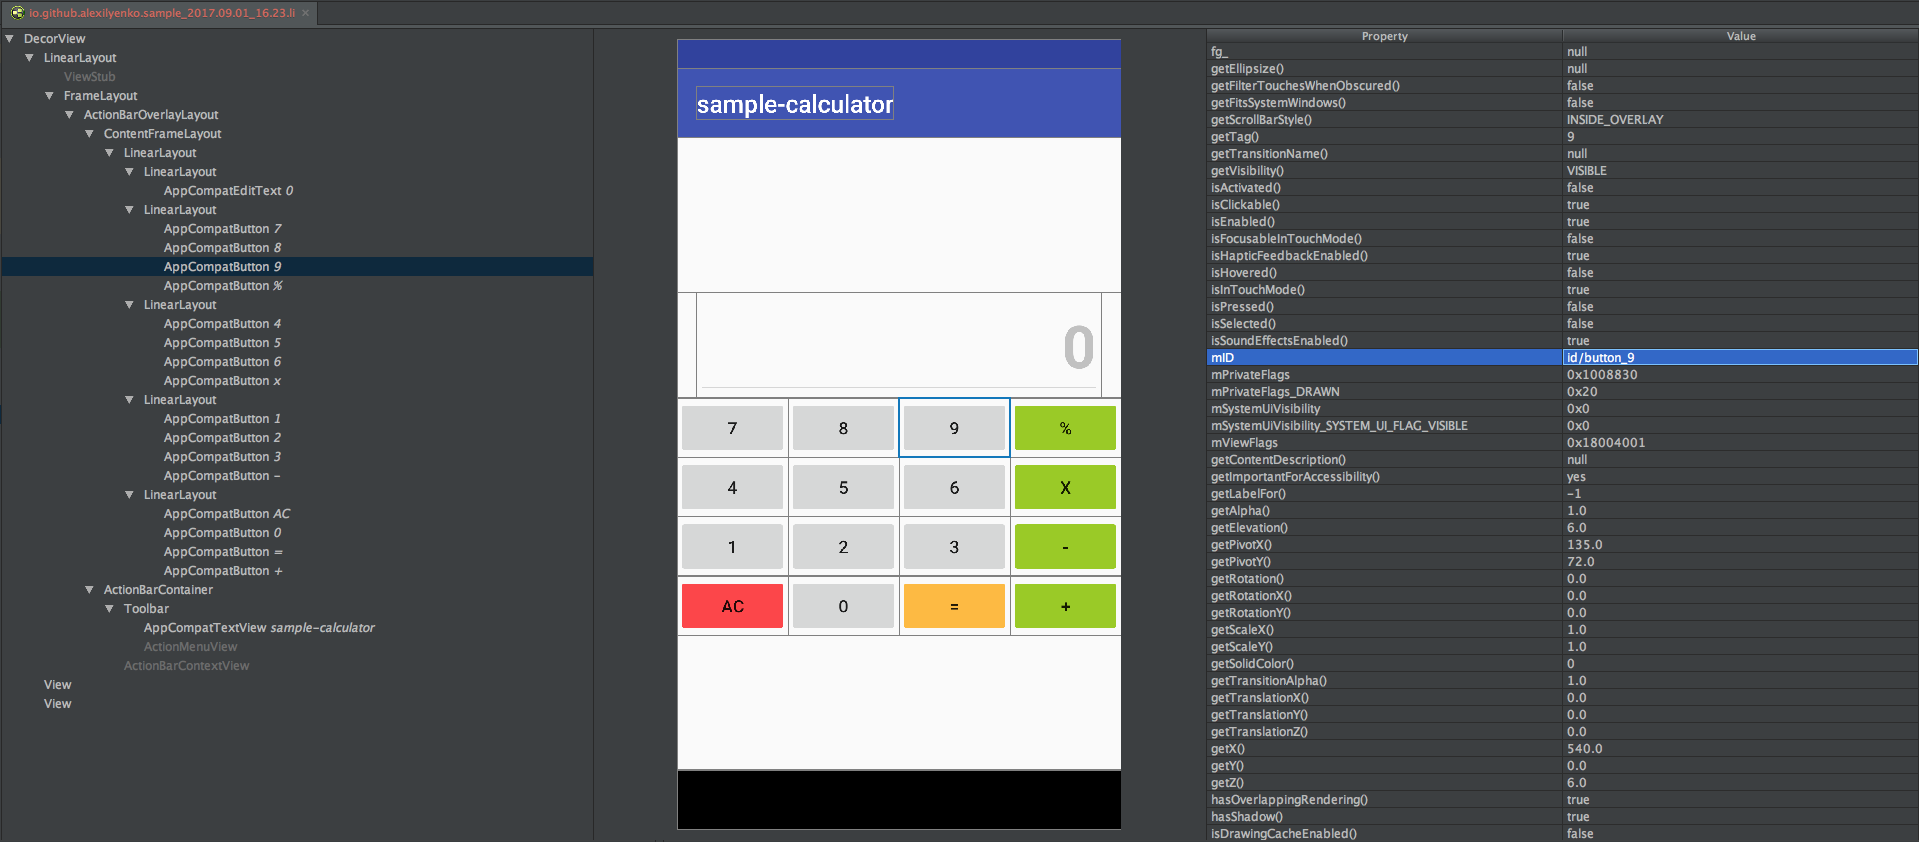 io.github.alexilyenko.sample_2017.09.01_16.23.li
DecorView
LinearLayout
ViewStub
FrameLayout
ActionBarOverlayLayout
ContentFrameLayout
LinearLayout
LinearLayout
AppCompatEditText 0
LinearLayout
AppCompatButton 7
AppCompatButton 8
AppCompatButton 9
AppCompatButton %
LinearLayout
AppCompatButton 4
AppCompatButton 5
AppCompatButton 6
AppCompatButton x
LinearLayout
AppCompatButton 1
AppCompatButton 2
AppCompatButton 3
AppCompatButton -
LinearLayout
AppCompatButton AC
AppCompatButton 0
AppCompatButton =
AppCompatButton +
ActionBarContainer
Toolbar
AppCompatTextView sample-calculator
ActionMenuView
ActionBarContextView
View
View
sample-calculator
0
7 8 9 %
4 5 6 X
1 2 3 -
AC 0 = +
Property Value
fg_ null
getEllipsize() null
getFilterTouchesWhenObscured() false
getFitsSystemWindows() false
getScrollBarStyle() INSIDE_OVERLAY
getTag() 9
getTransitionName() null
getVisibility() VISIBLE
isActivated() false
isClickable() true
isEnabled() true
isFocusableInTouchMode() false
isHapticFeedbackEnabled() true
isHovered() false
isInTouchMode() true
isPressed() false
isSelected() false
isSoundEffectsEnabled() true
mID id/button_9
mPrivateFlags 0x1008830
mPrivateFlags_DRAWN 0x20
mSystemUiVisibility 0x0
mSystemUiVisibility_SYSTEM_UI_FLAG_VISIBLE 0x0
mViewFlags 0x18004001
getContentDescription() null
getImportantForAccessibility() yes
getLabelFor() -1
getAlpha() 1.0
getElevation() 6.0
getPivotX() 135.0
getPivotY() 72.0
getRotation() 0.0
getRotationX() 0.0
getRotationY() 0.0
getScaleX() 1.0
getScaleY() 1.0
getSolidColor() 0
getTransitionAlpha() 1.0
getTranslationX() 0.0
getTranslationY() 0.0
getTranslationZ() 0.0
getX() 540.0
getY() 0.0
getZ() 6.0
hasOverlappingRendering() true
hasShadow() true
isDrawingCacheEnabled() false